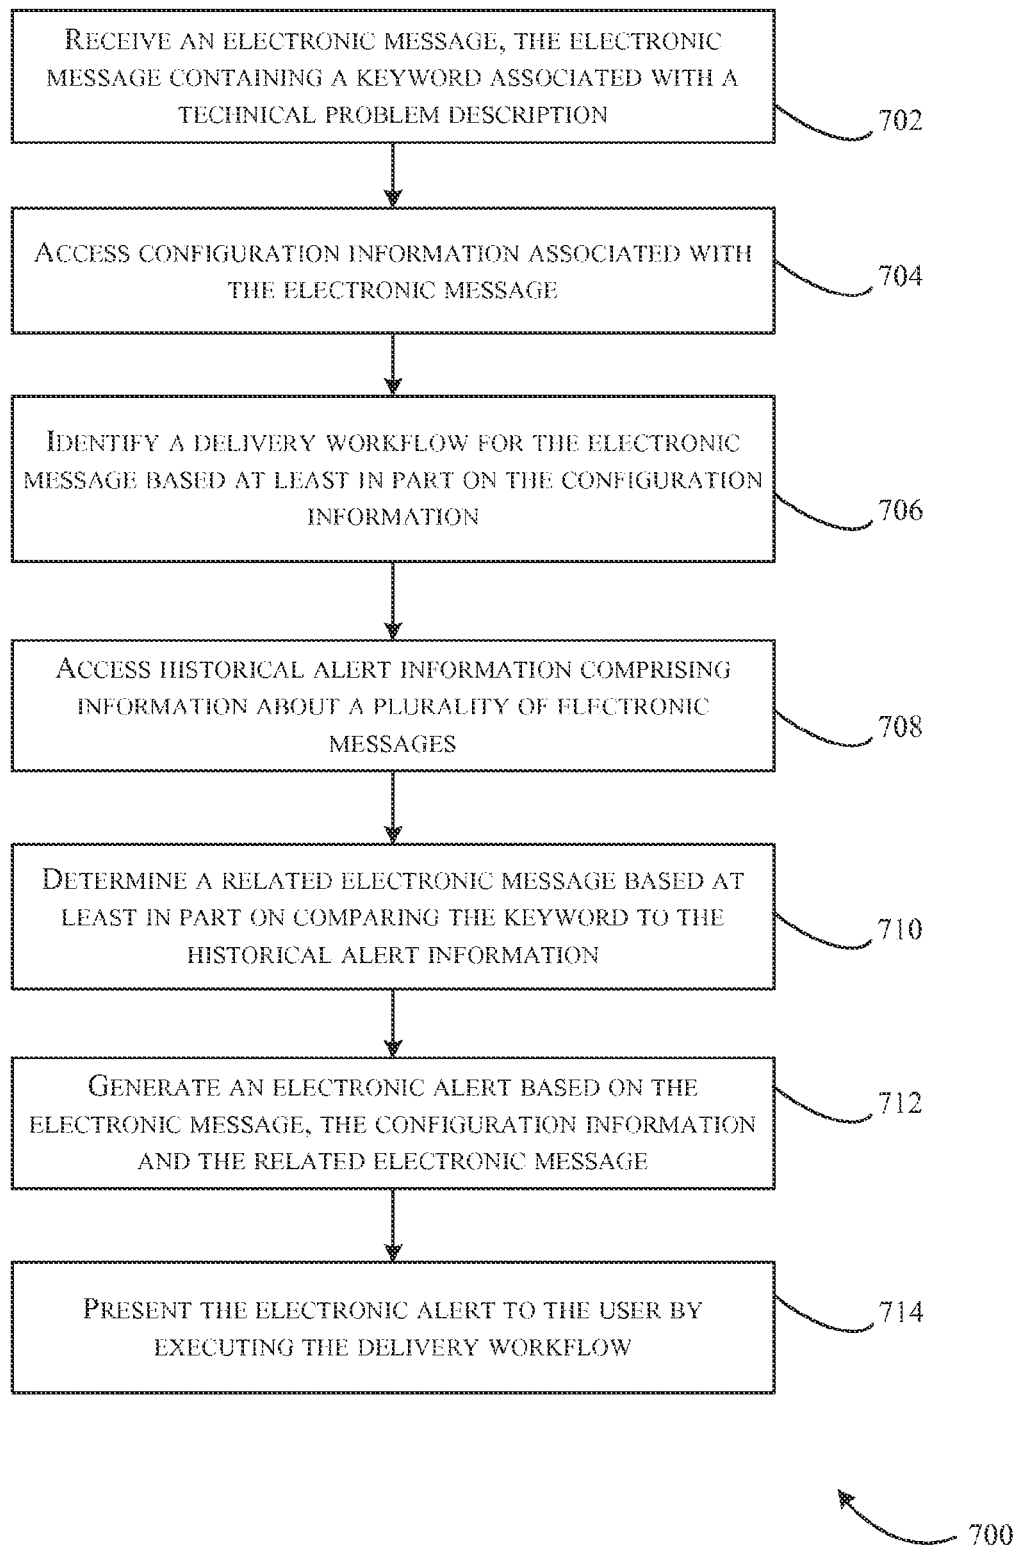 RECEIVE AN ELECTRONIC MESSAGE, THE ELECTRONIC
MESSAGE CONTAINING A KEYWORD ASSOCIATED WITH A
TECHNICAL PROBLEM DESCRIPTION
702
ACCESS CONFIGURATION INFORMATION ASSOCIATED WITH
THE ELECTRONIC MESSAGE
704
IDENTIFY A DELIVERY WORKFLOW FOR THE ELECTRONIC
MESSAGE BASED AT LEAST IN PART ON THE CONFIGURATION
INFORMATION
706
ACCESS HISTORICAL ALERT INFORMATION COMPRISING
INFORMATION ABOUT A PLURALITY OF ELECTRONIC
MESSAGES
708
DETERMINE A RELATED ELECTRONIC MESSAGE BASED AT
LEAST IN PART ON COMPARING THE KEYWORD TO THE
HISTORICAL ALERT INFORMATION
710
GENERATE AN ELECTRONIC ALERT BASED ON THE
ELECTRONIC MESSAGE, THE CONFIGURATION INFORMATION
AND THE RELATED ELECTRONIC MESSAGE
712
PRESENT THE ELECTRONIC ALERT TO THE USER BY
EXECUTING THE DELIVERY WORKFLOW
714
700